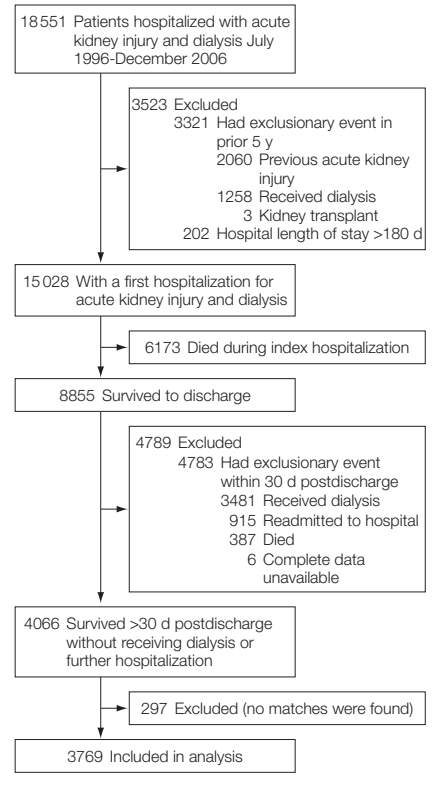 18 551 Patients hospitalized with acute
kidney injury and dialysis July
1996-December 2006
3523 Excluded
3321 Had exclusionary event in
prior 5 y
2060 Previous acute kidney
injury
1258 Received dialysis
3 Kidney transplant
202 Hospital length of stay >180 d
15 028 With a first hospitalization for
acute kidney injury and dialysis
6173 Died during index hospitalization
8855 Survived to discharge
4789 Excluded
4783 Had exclusionary event
within 30 d postdischarge
3481 Received dialysis
915 Readmitted to hospital
387 Died
6 Complete data
unavailable
4066 Survived >30 d postdischarge
without receiving dialysis or
further hospitalization
297 Excluded (no matches were found)
3769 Included in analysis